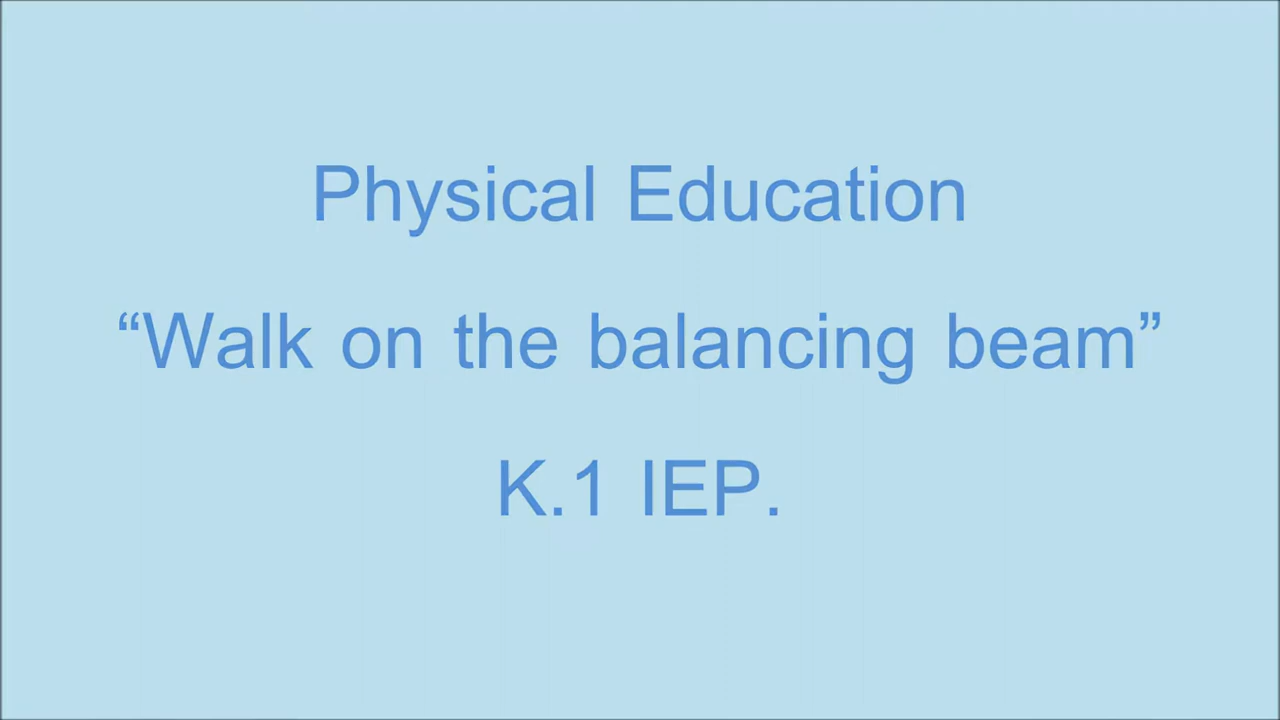 Physical Education
“Walk on the balancing beam”
K.1 IEP.